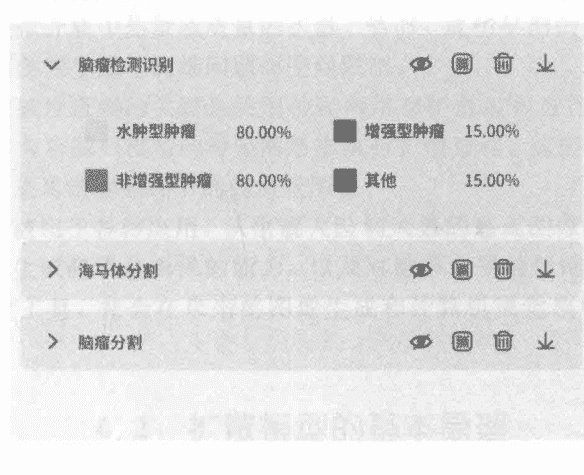 脑瘤检测识别
水肿型肿瘤 80.00% 增强型肿瘤 15.00%
非增强型肿瘤 80.00% 其他 15.00%
海马体分割
脑瘤分割